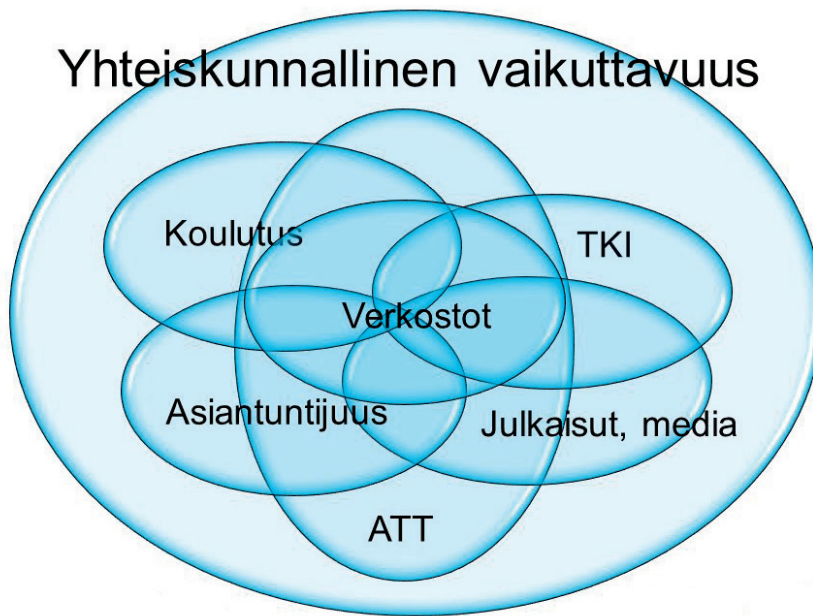 Yhteiskunnallinen vaikuttavuus
Koulutus
TKI
Verkostot
Asiantuntijuus
Julkaisut, media
ATT